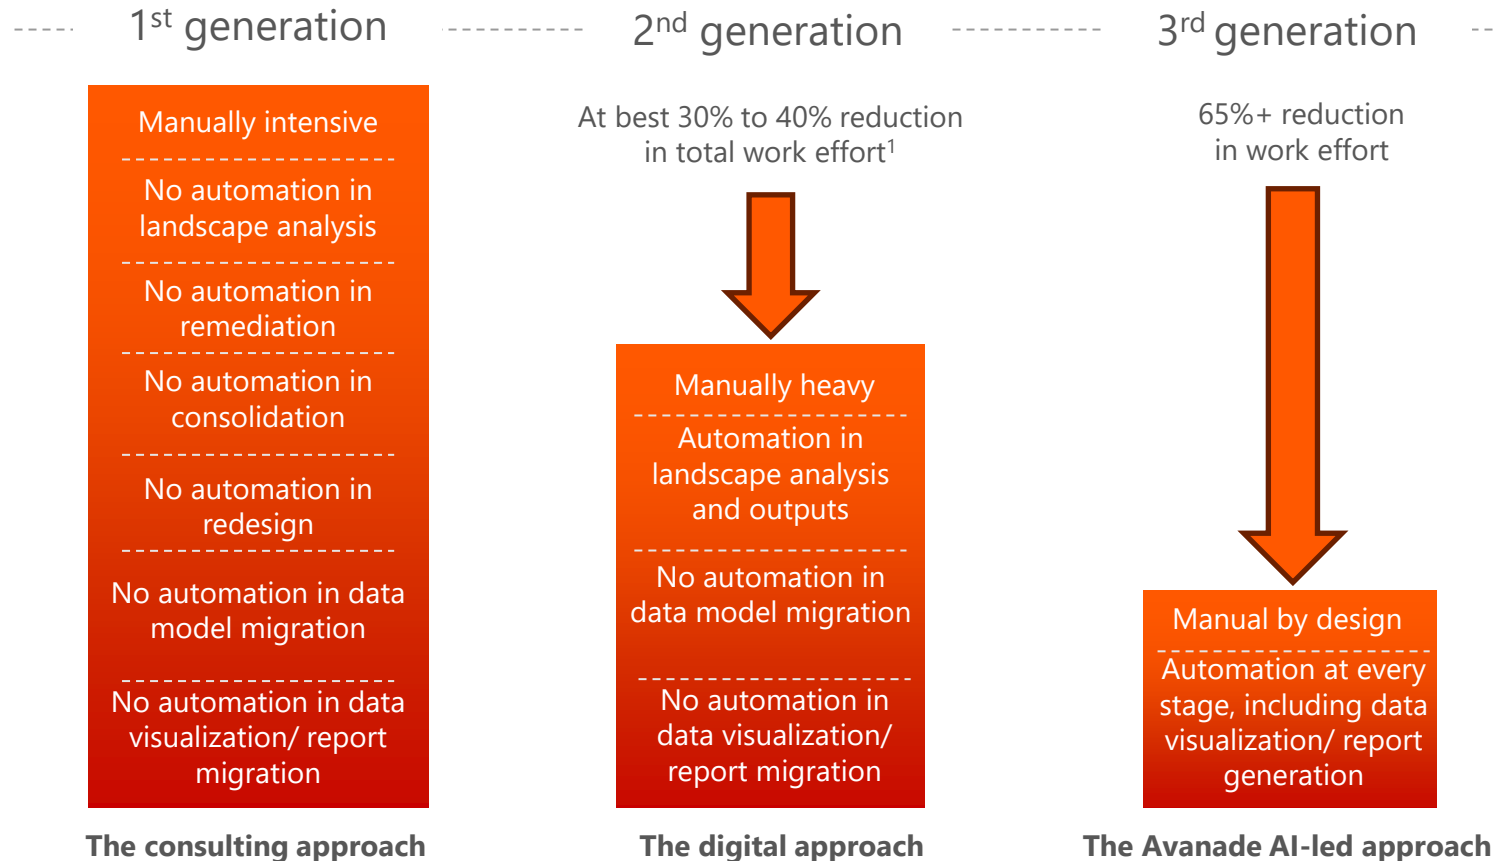 1st generation
Manually intensive
No automation in
landscape analysis
No automation in
remediation
No automation in
consolidation
No automation in
redesign
No automation in data
model migration
No automation in data
visualization/ report
migration
The consulting approach
2nd generation
At best 30% to 40% reduction
in total work effort1
Manually heavy
Automation in
landscape analysis
and outputs
No automation in
data model migration
No automation in
data visualization/
report migration
The digital approach
3rd generation
65%+ reduction
in work effort
Manual by design
Automation at every
stage, including data
visualization/ report
generation
The Avanade AI-led approach